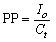 PP = I_o / C_t